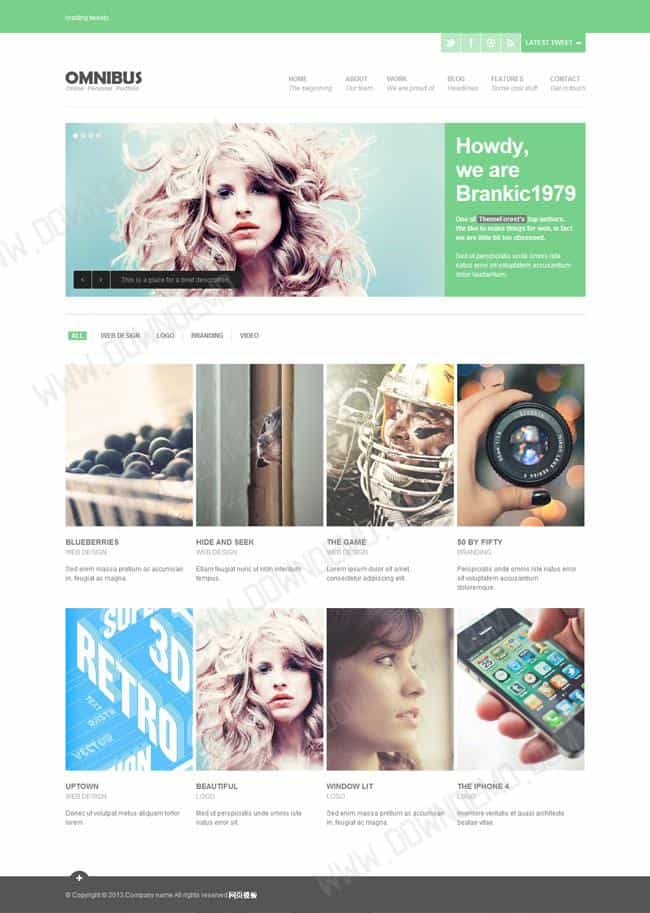 loading tweets
LATEST TWEET
OMNIBUS
Online Personal Portfolio
HOME ABOUT WORK BLOG FEATURES CONTACT
The beginning Our team We are proud of Headlines Some cool stuff Get in touch
Howdy,
we are
Brankic1979
One of ThemeForest's top authors.
We like to make things for web, in fact
we are little bit too obsessed.
Sed ut perspiciatis unde omnis iste
natus error sit voluptatem accusantium
dolor laudantium.
This is a place for a brief description
ALL WEB DESIGN LOGO BRANDING VIDEO
BLUEBERRIES HIDE AND SEEK THE GAME 50 BY FIFTY
WEB DESIGN WEB DESIGN WEB DESIGN BRANDING
Sed enim massa pretium ac accumsan Etiam feugiat nunc ut nibh interdum Lorem ipsum dolor sit amet, Perspiciatis unde omnis iste natus error
in, feugiat ac magna. tempus. consectetur adipiscing elit. sit voluptatem accusantium
doloremque.
RETRO
3D
VECTOR
UPTOWN BEAUTIFUL WINDOW LIT THE IPHONE 4
WEB DESIGN LOGO LOGO LOGO
Donec ut volutpat metus aliquam tortor Sed ut perspiciatis unde omnis iste Sed enim massa pretium ac accumsan Inventore veritatis et quasi architecto
lorem natus error sit. in, feugiat ac magna. beatae vitae.
© Copyright © 2013.Company name All rights reserved.网页模板
WWW.DOWNDEMO.COM